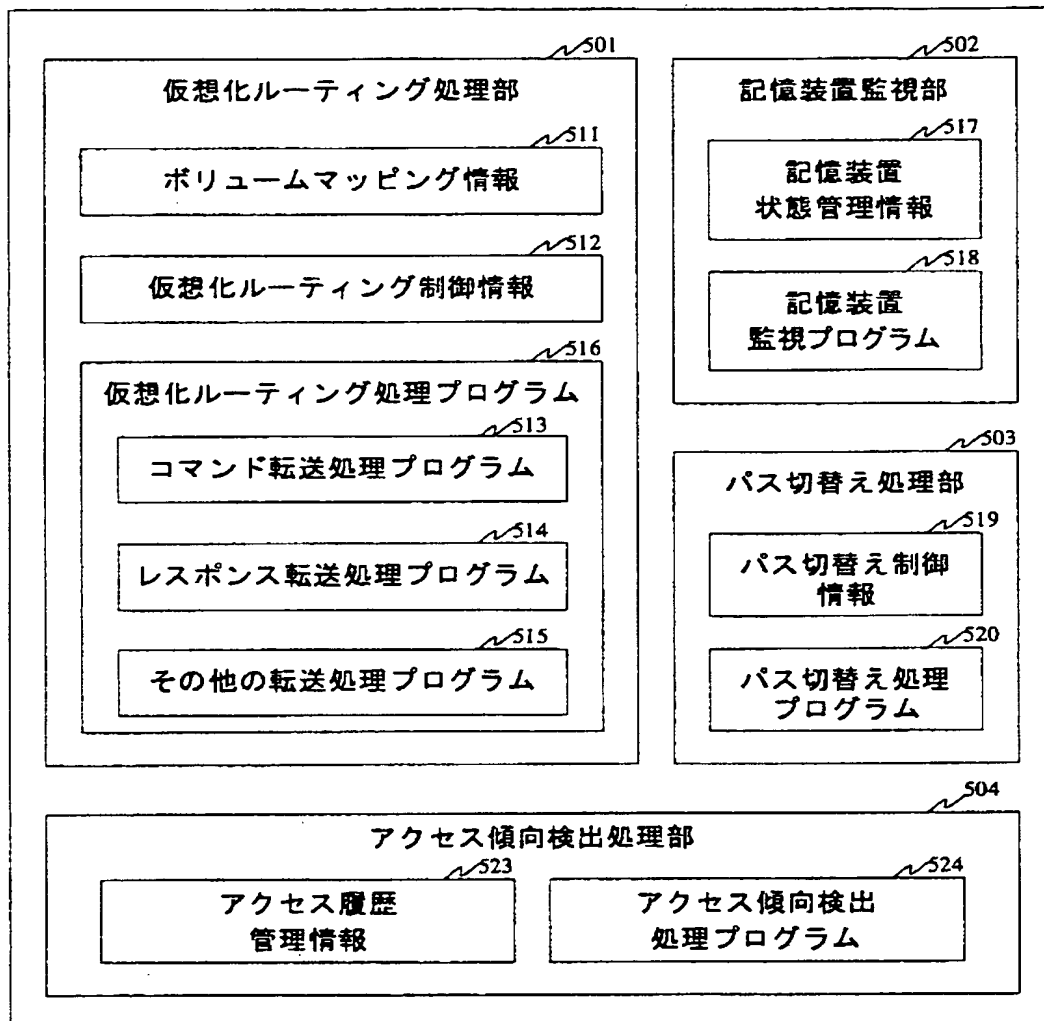 501
仮想化ルーティング処理部
511
ボリュームマッピング情報
512
仮想化ルーティング制御情報
516
仮想化ルーティング処理プログラム
513
コマンド転送処理プログラム
514
レスポンス転送処理プログラム
515
その他の転送処理プログラム
502
記憶装置監視部
517
記憶装置
状態管理情報
518
記憶装置
監視プログラム
503
パス切替え処理部
519
パス切替え制御
情報
520
パス切替え処理
プログラム
504
アクセス傾向検出処理部
523
アクセス履歴
管理情報
524
アクセス傾向検出
処理プログラム